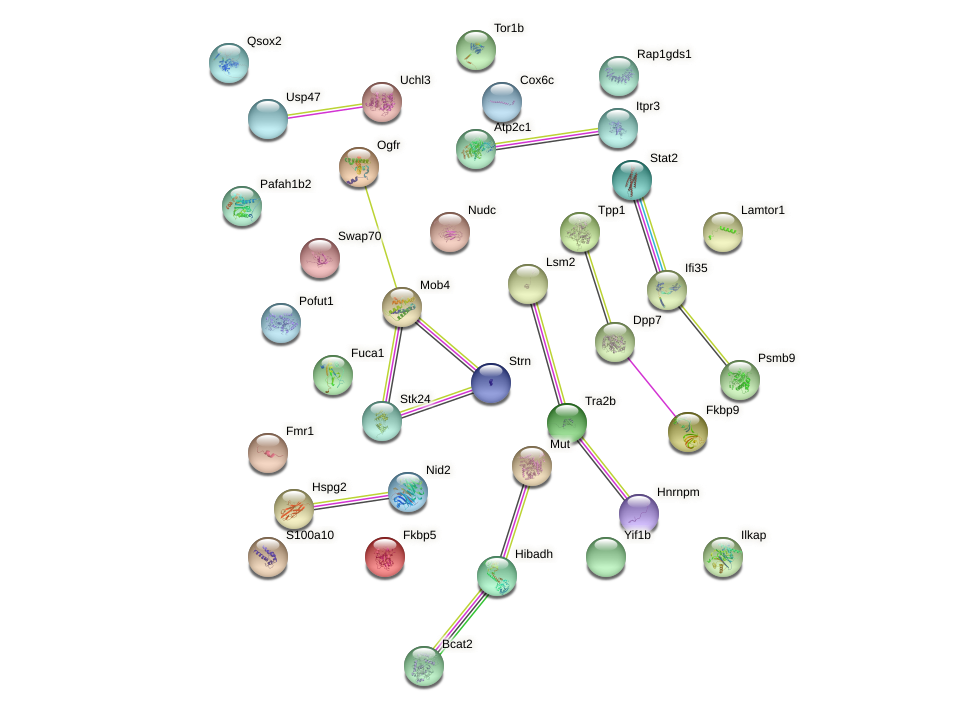 Tor1b
Qsox2
Rap1gds1
Uchl3
Cox6c
Usp47
Itpr3
Atp2c1
Ogfr
Stat2
Pafah1b2
Nudc
Tpp1
Lamtor1
Swap70
Lsm2
Ifi35
Mob4
Pofut1
Dpp7
Fuca1
Strn
Psmb9
Stk24
Tra2b
Fkbp9
Fmr1
Mut
Nid2
Hspg2
Hnrnpm
S100a10
Fkbp5
Yif1b
Ilkap
Hibadh
Bcat2